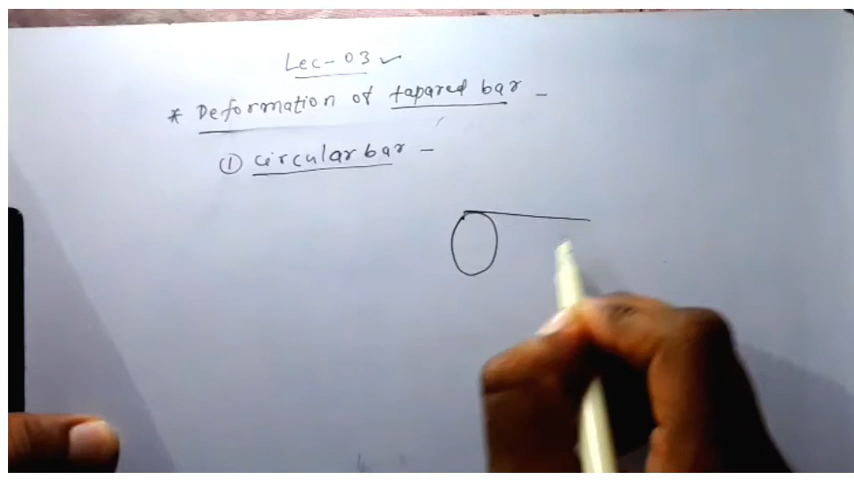 Lec-03 ✓
* Deformation of tapared bar -
① circular bar -